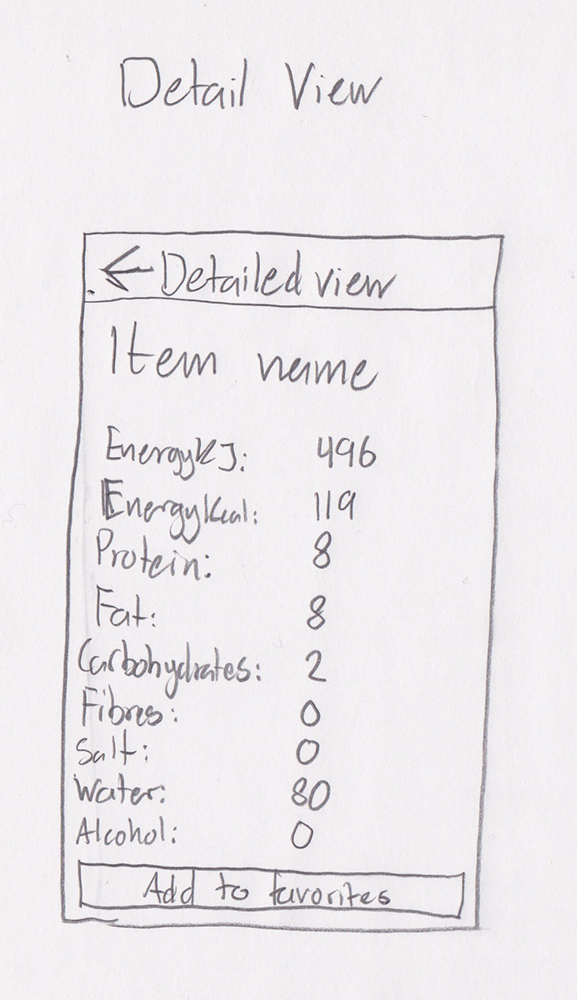 Detail View
← Detailed view
Item name
EnergyKJ: 496
EnergyKcal: 119
Protein: 8
Fat: 8
Carbohydrates: 2
Fibres: 0
Salt: 0
Water: 80
Alcohol: 0
Add to favorites